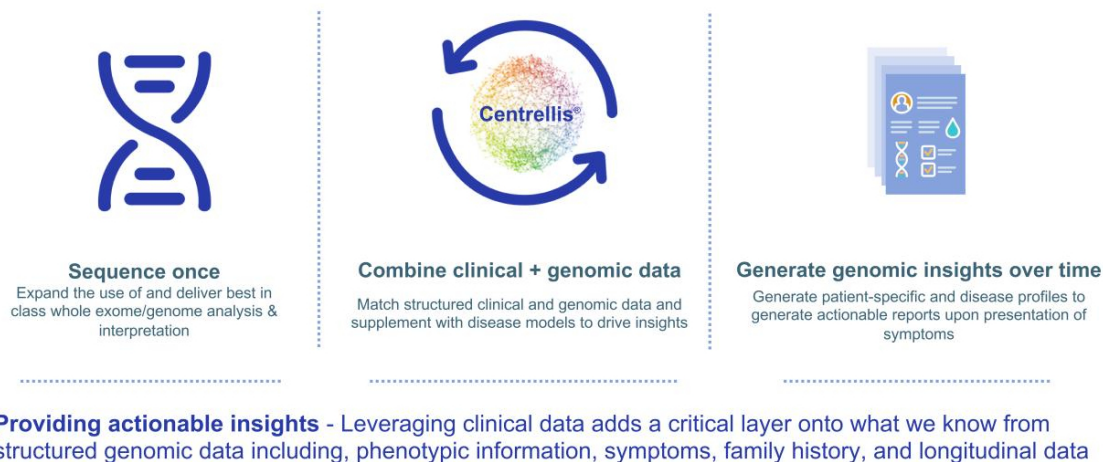 Centrellis®
Sequence once
Expand the use of and deliver best in
class whole exome/genome analysis &
interpretation
Combine clinical + genomic data
Match structured clinical and genomic data and
supplement with disease models to drive insights
Generate genomic insights over time
Generate patient-specific and disease profiles to
generate actionable reports upon presentation of
symptoms
Providing actionable insights - Leveraging clinical data adds a critical layer onto what we know from
structured genomic data including, phenotypic information, symptoms, family history, and longitudinal data